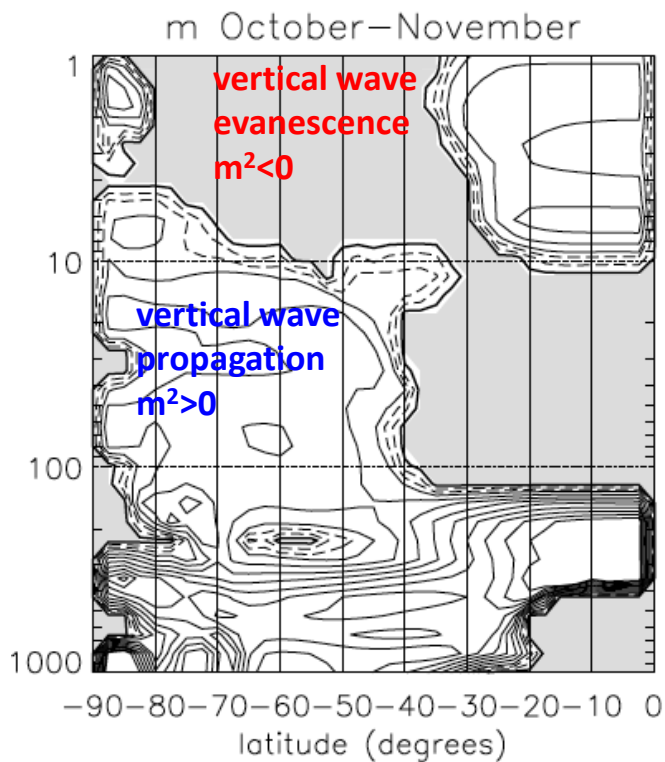 m October−November
1
vertical wave
evanescence
m²<0
10
vertical wave
propagation
m²>0
100
1000
−90−80−70−60−50−40−30−20−10 0
latitude (degrees)